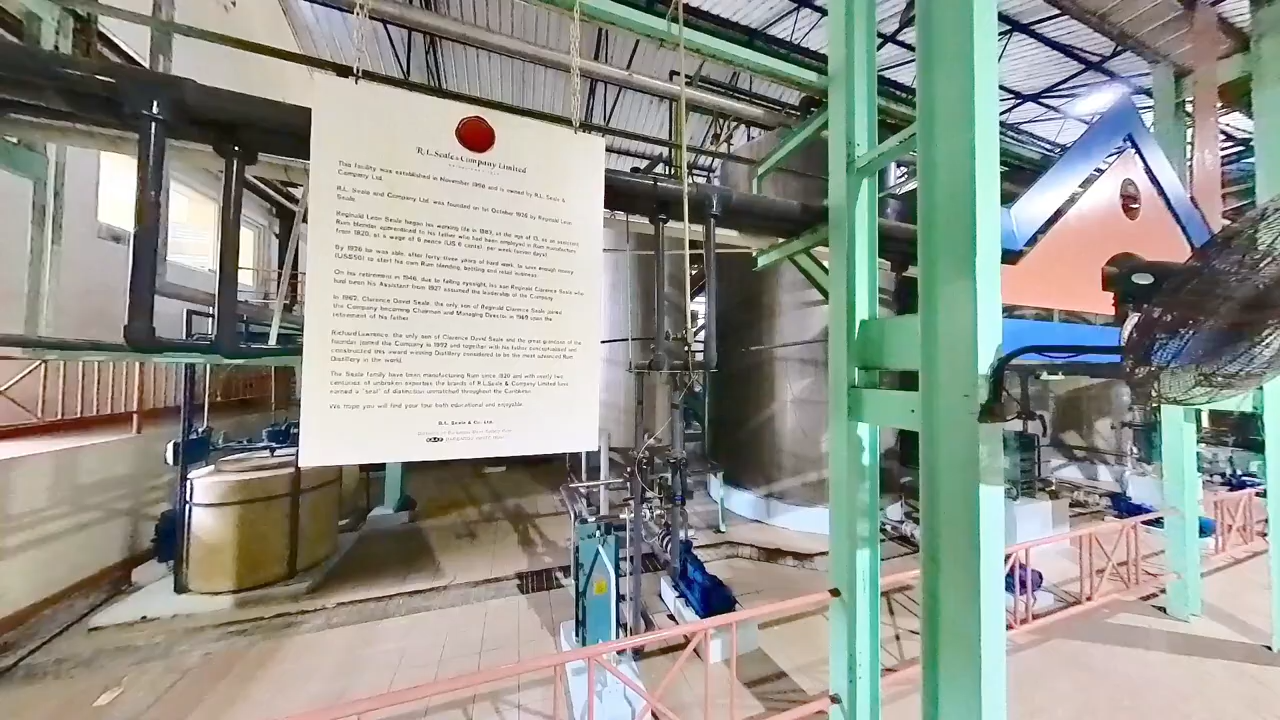 R.L.Seale & Company Limited
This facility was established in November 1996 and is owned by R.L. Seale &
Company Ltd.
R.L. Seale and Company Ltd. was founded on 1st October 1926 by Reginald Leon
Seale.
Reginald Leon Seale began his working life in 1883, at the age of 13, as an assistant
Rum blender apprenticed to his father who had been employed in Rum manufacture
from 1820, at a wage of 6 pence (US 6 cents) per week (seven days)
By 1926 he was able, after forty-three years of hard work, to save enough money
(US$50) to start his own Rum blending, bottling and retail business.
On his retirement in 1946, due to failing eyesight, his son Reginald Clarence who
had been his Assistant from 1927 assumed the leadership of the Company
In 1962, Clarence David Seale, the only son of Reginald Clarence Seale joined
the Company becoming Chairman and Managing Director in 1969 upon the
retirement of his father.
Richard Lawrence, the only son of Clarence David Seale and the great grandson of the
founder joined the Company in 1992 and together with his father conceptualised and
constructed this award winning Distillery considered to be the most advanced Rum
Distillery in the world.
The Seale family have been manufacturing Rum since 1820 and with nearly two
centuries of unbroken expertise the brands of R.L.Seale & Company Limited have
earned a "seal" of distinction unmatched throughout the Caribbean.
We hope you will find your tour both educational and enjoyable.
R.L. Seale & Co. Ltd.